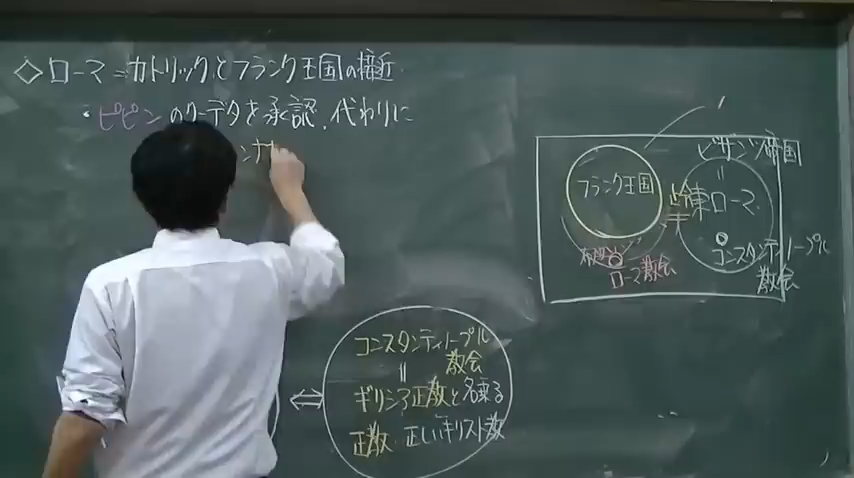 ◇ローマ＝カトリックとフランク王国の接近
・ピピンのクーデタを承認、代わりに
ンナ
フランク王国
ローマ教会
ビザンツ帝国
＝
東ローマ
コンスタンティノープル
教会
⇔
コンスタンティノープル
教会
＝
ギリシア正教と名乗る
正教・正しいキリスト教